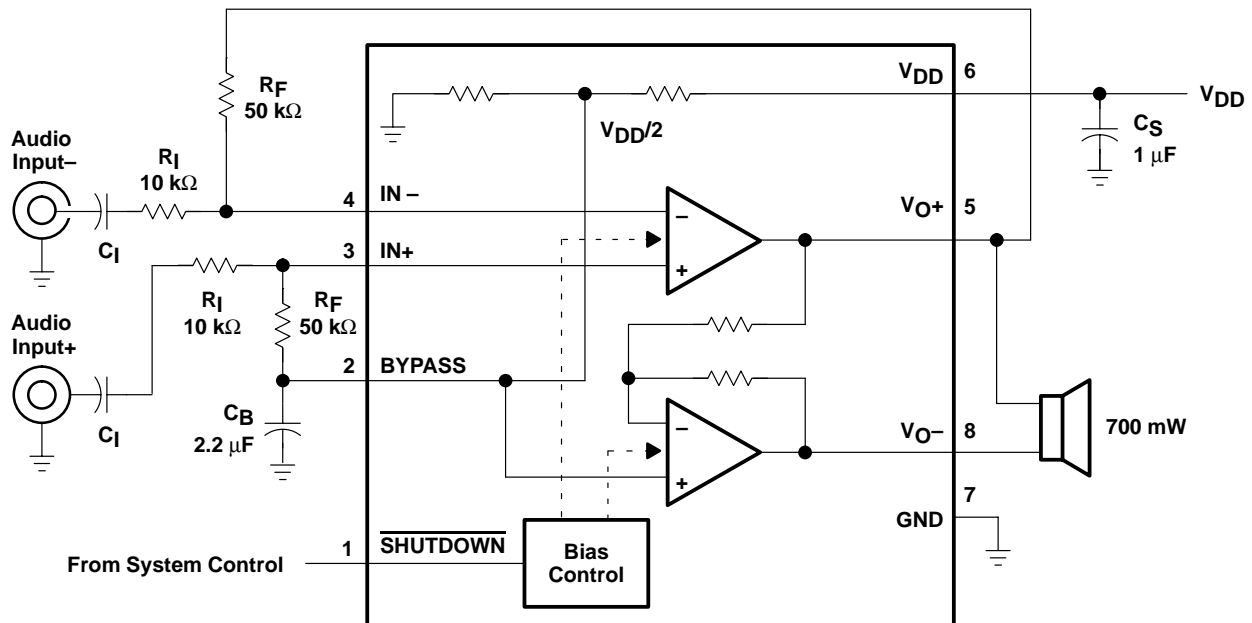 VDD
6
VDD
RF
50 kΩ
VDD/2
CS
1 µF
Audio
Input–
RI
10 kΩ
CI
4
IN –
VO+
5
–
+
3
IN+
RI
10 kΩ
RF
50 kΩ
Audio
Input+
CI
2
BYPASS
CB
2.2 µF
–
+
VO–
8
700 mW
7
GND
From System Control
1
SHUTDOWN
Bias
Control